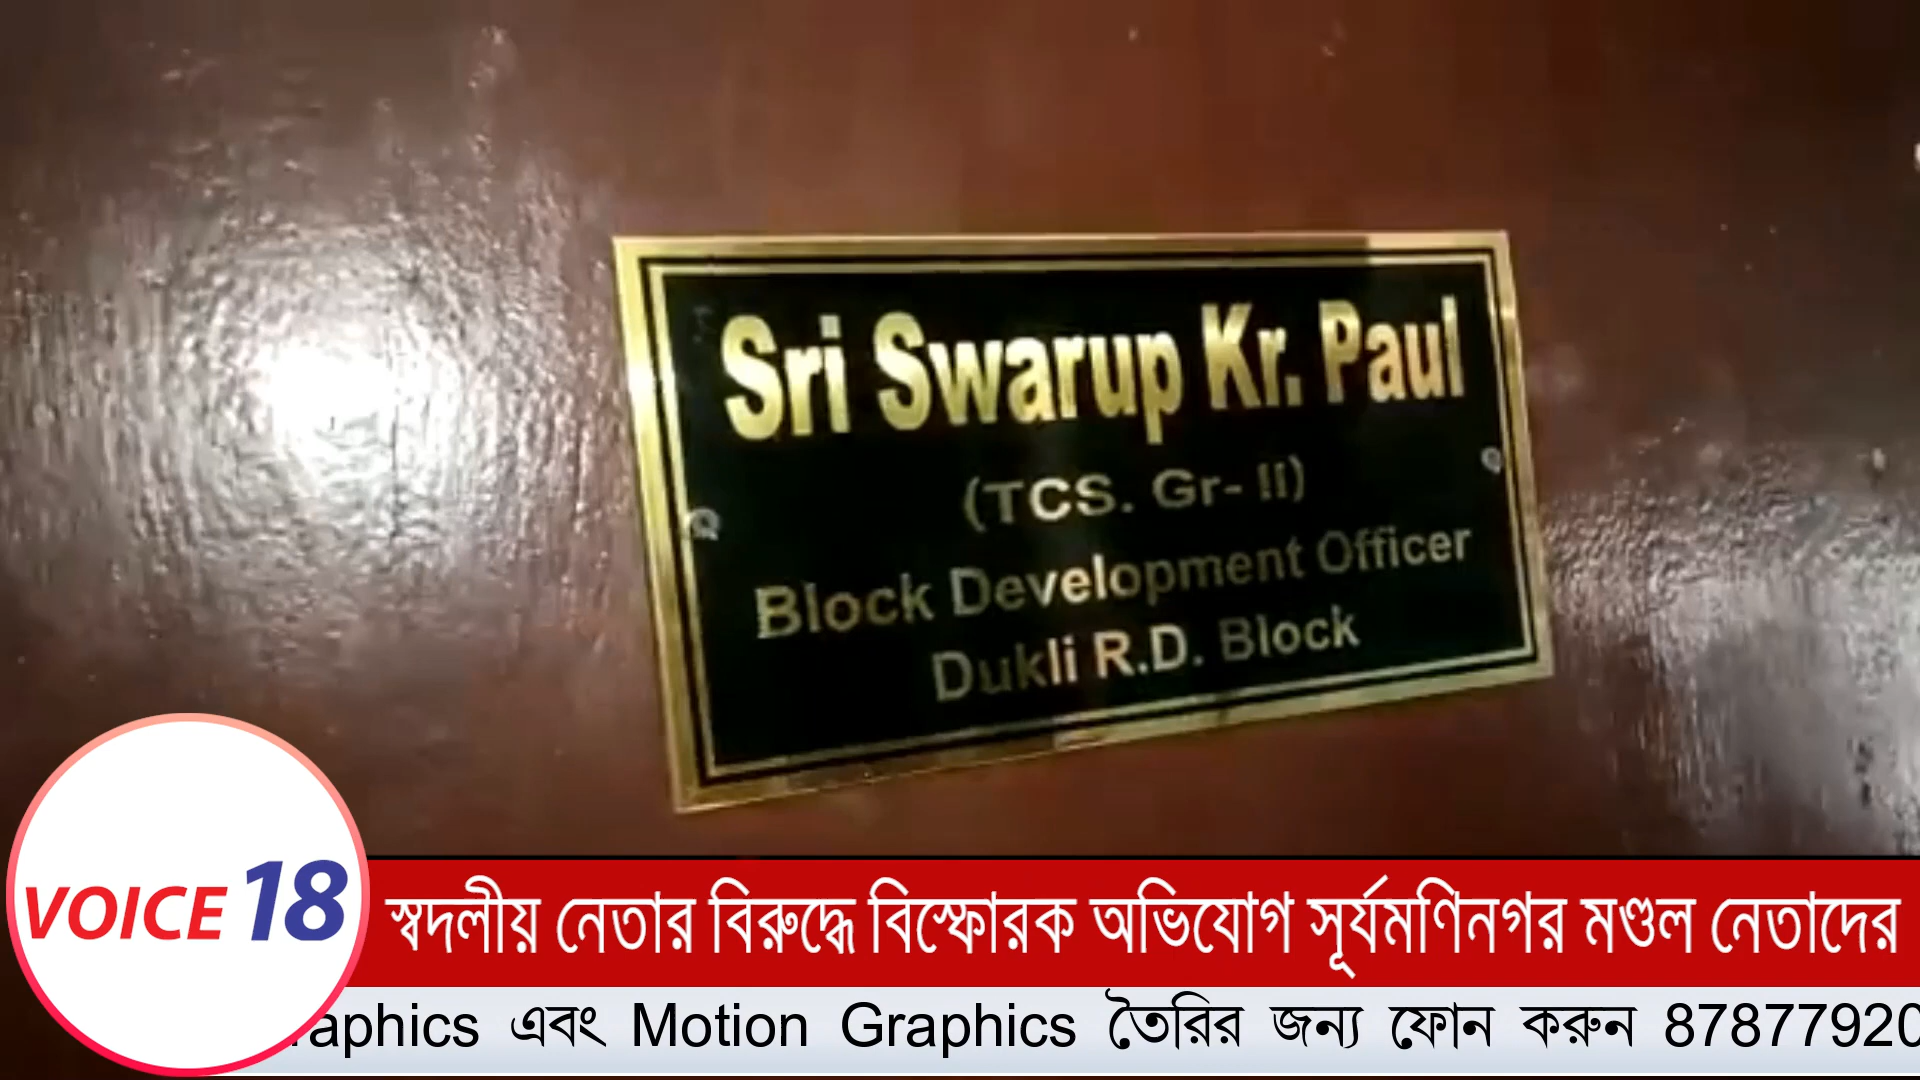 Sri Swarup Kr. Paul
(TCS. Gr- II)
Block Development Officer
Dukli R.D. Block
VOICE 18
স্বদলীয় নেতার বিরুদ্ধে বিস্ফোরক অভিযোগ সূর্যমণিনগর মণ্ডল নেতাদের
aphics এবং Motion Graphics তৈরির জন্য ফোন করুন 87877920